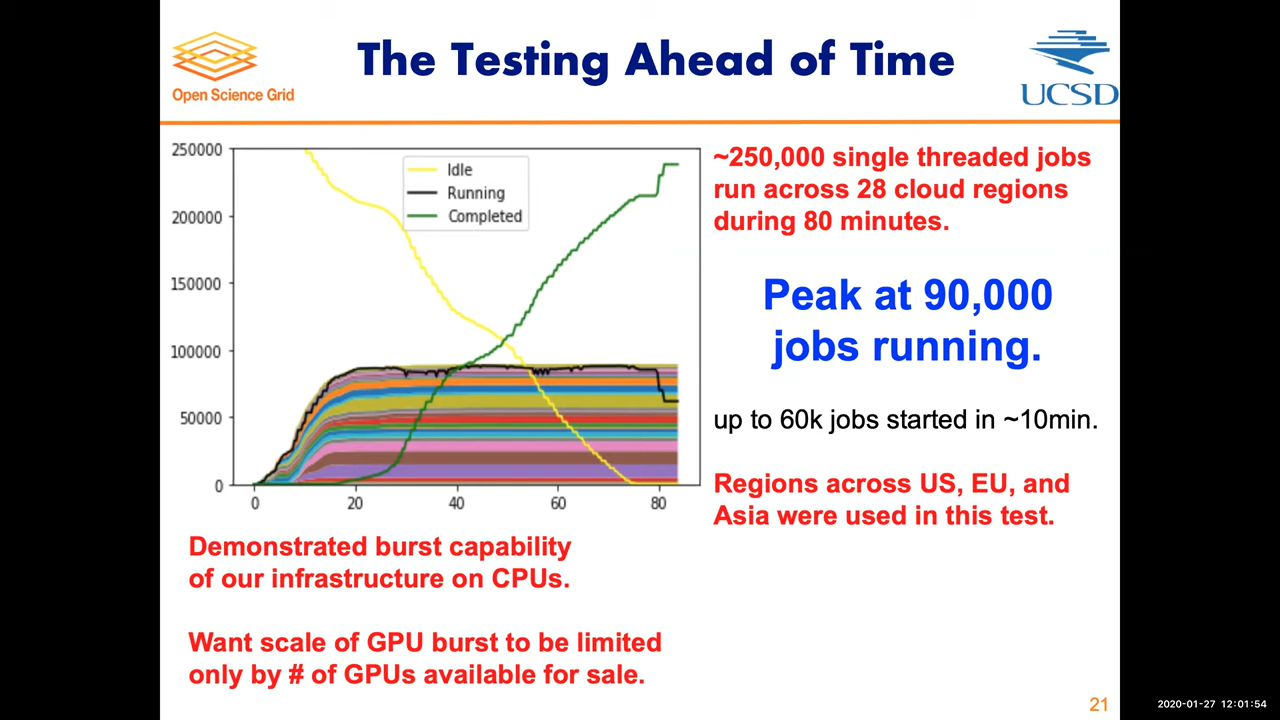 The Testing Ahead of Time
Open Science Grid
UCSD
250000
200000
150000
100000
50000
0
0 20 40 60 80
Idle
Running
Completed
~250,000 single threaded jobs
run across 28 cloud regions
during 80 minutes.
Peak at 90,000
jobs running.
up to 60k jobs started in ~10min.
Regions across US, EU, and
Asia were used in this test.
Demonstrated burst capability
of our infrastructure on CPUs.
Want scale of GPU burst to be limited
only by # of GPUs available for sale.
21
2020-01-27 12:01:54